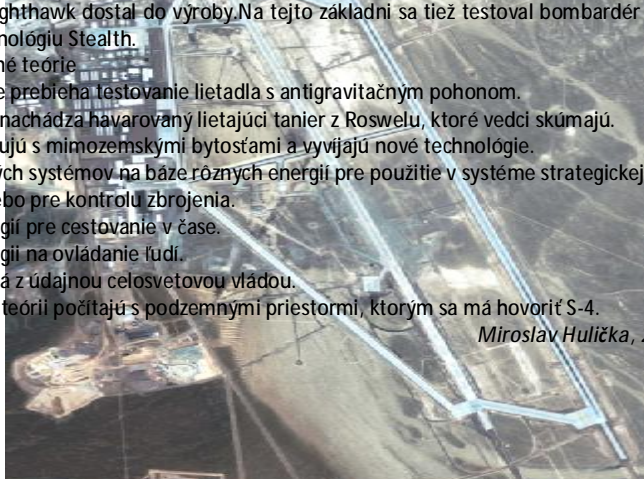 ghthawk dostal do výroby.Na tejto základni sa tiež testoval bombardér
nológiu Stealth.
né teórie
e prebieha testovanie lietadla s antigravitačným pohonom.
nachádza havarovaný lietajúci tanier z Roswelu, ktoré vedci skúmajú.
ujú s mimozemskými bytosťami a vyvíjajú nové technológie.
ých systémov na báze rôznych energií pre použitie v systéme strategickej
ebo pre kontrolu zbrojenia.
gií pre cestovanie v čase.
gii na ovládanie ľudí.
á z údajnou celosvetovou vládou.
teórii počítajú s podzemnými priestormi, ktorým sa má hovoriť S-4.
Miroslav Hulička,